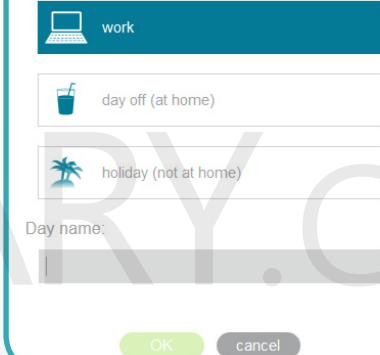 work
day off (at home)
holiday (not at home)
Day name:
OK cancel